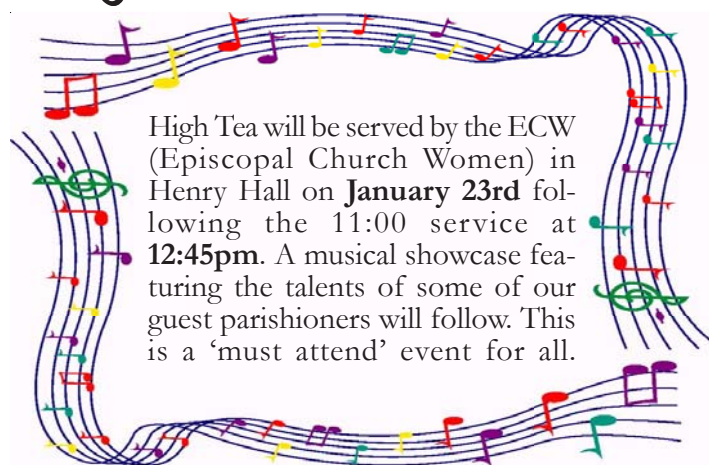 High Tea will be served by the ECW
(Episcopal Church Women) in
Henry Hall on January 23rd fol-
lowing the 11:00 service at
12:45pm. A musical showcase fea-
turing the talents of some of our
guest parishioners will follow. This
is a ‘must attend’ event for all.